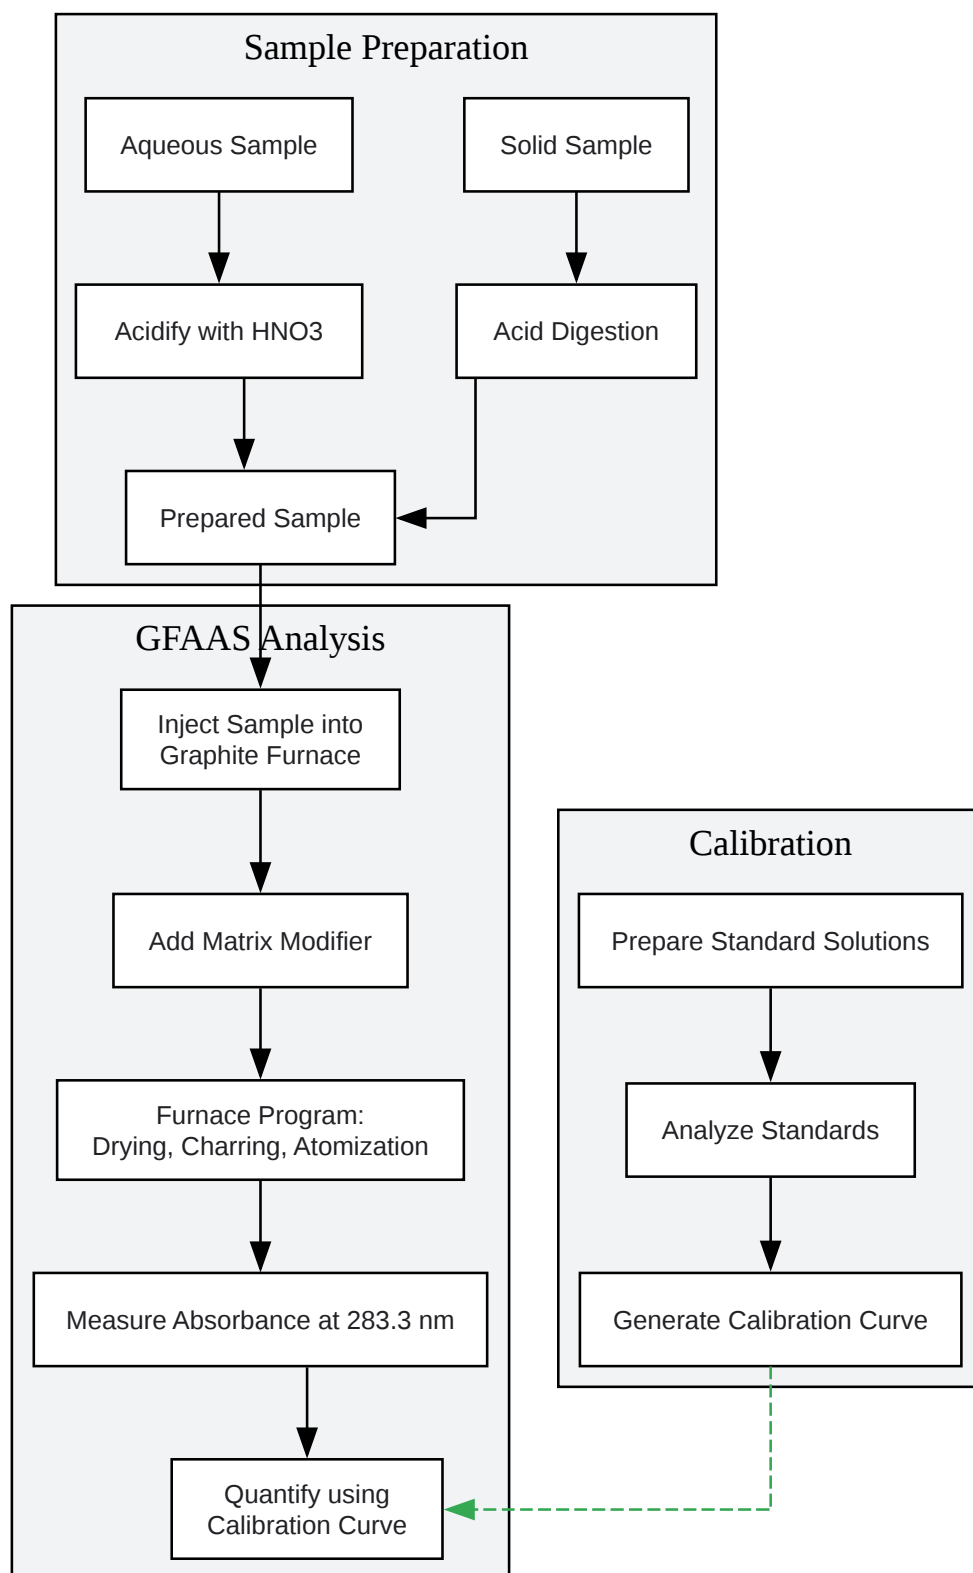 Sample Preparation
Aqueous Sample
Solid Sample
Acidify with HNO3
Acid Digestion
Prepared Sample
GFAAS Analysis
Inject Sample into
Graphite Furnace
Add Matrix Modifier
Furnace Program:
Drying, Charring, Atomization
Measure Absorbance at 283.3 nm
Quantify using
Calibration Curve
Calibration
Prepare Standard Solutions
Analyze Standards
Generate Calibration Curve